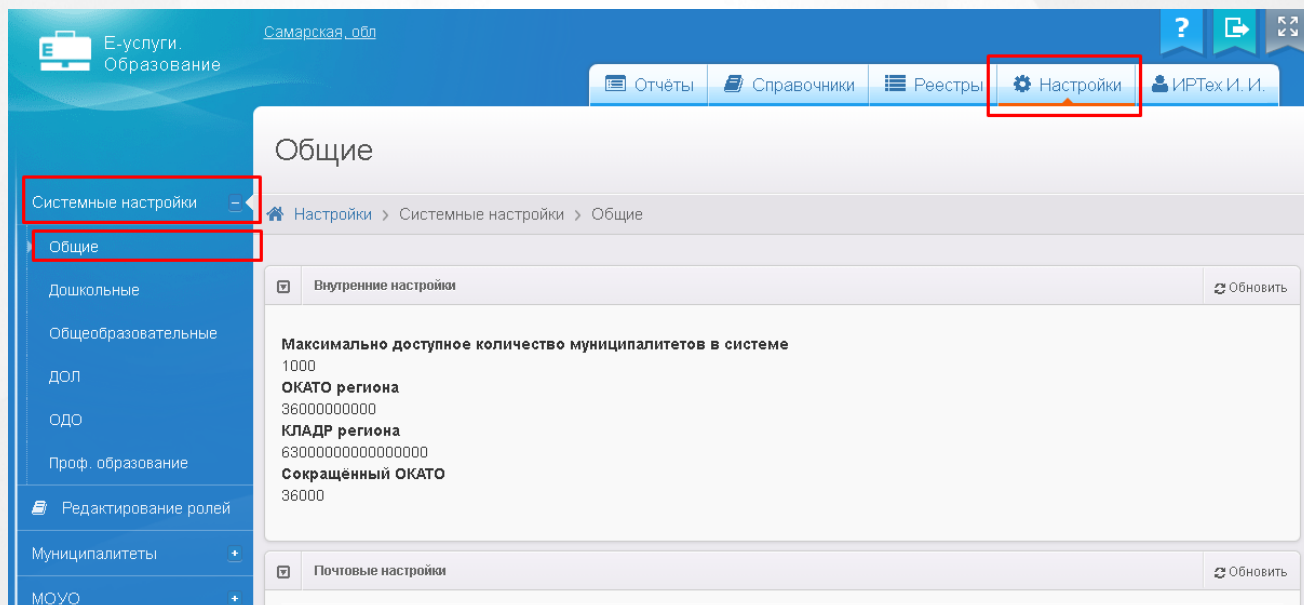 Е-услуги.
Образование
Самарская, обл
?
Отчёты
Справочники
Реестры
Настройки
ИРТех И. И.
Общие
Настройки > Системные настройки > Общие
Системные настройки
Общие
Дошкольные
Общеобразовательные
ДОЛ
ОДО
Проф. образование
Редактирование ролей
Муниципалитеты
МОУО
Внутренние настройки
Обновить
Максимально доступное количество муниципалитетов в системе
1000
ОКАТО региона
36000000000
КЛАДР региона
63000000000000000
Сокращённый ОКАТО
36000
Почтовые настройки
Обновить